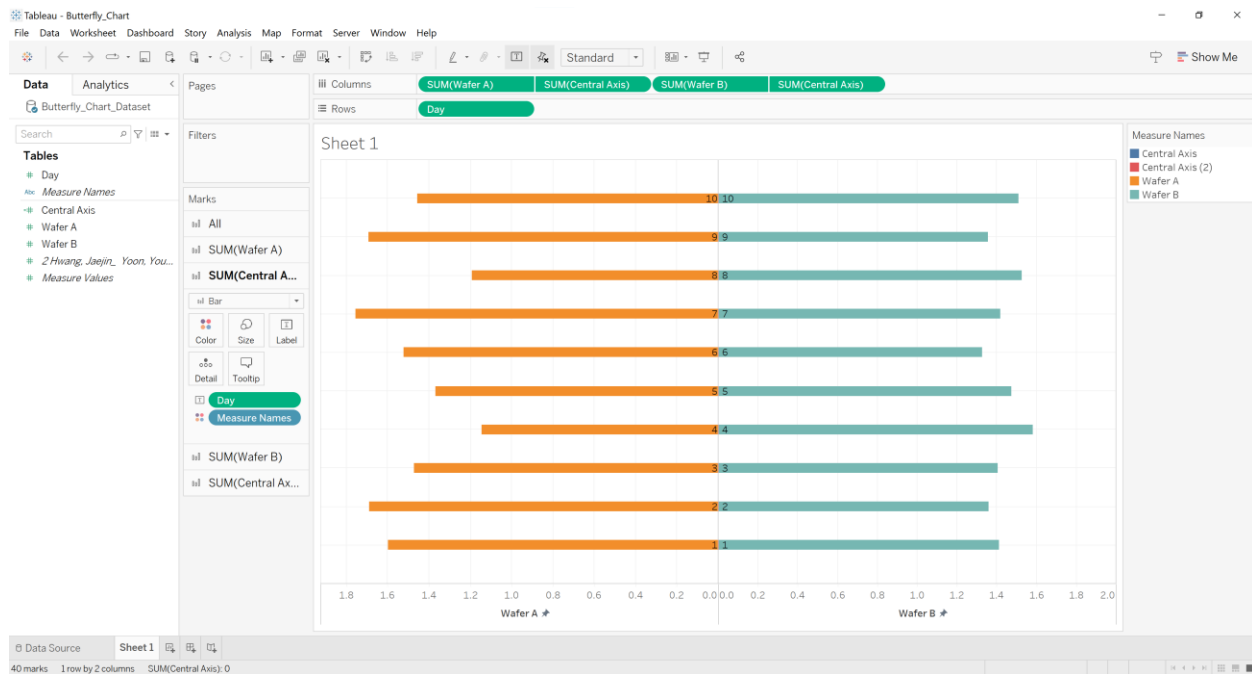 Tableau - Butterfly_Chart
File Data Worksheet Dashboard Story Analysis Map Format Server Window Help
Standard
Show Me
Data Analytics
Butterfly_Chart_Dataset
Search
Tables
Day
Abc Measure Names
Central Axis
Wafer A
Wafer B
2 Hwang, Jaejin_ Yoon, You...
Measure Values
Pages
Filters
Marks
All
SUM(Wafer A)
SUM(Central A...
Bar
Color Size Label
Detail Tooltip
Day
Measure Names
SUM(Wafer B)
SUM(Central Ax...
Columns SUM(Wafer A) SUM(Central Axis) SUM(Wafer B) SUM(Central Axis)
Rows Day
Sheet 1
10 10
9 9
8 8
7 7
6 6
5 5
4 4
3 3
2 2
1 1
1.8 1.6 1.4 1.2 1.0 0.8 0.6 0.4 0.2 0.0 0.0 0.2 0.4 0.6 0.8 1.0 1.2 1.4 1.6 1.8 2.0
Wafer A Wafer B
Measure Names
Central Axis
Central Axis (2)
Wafer A
Wafer B
Data Source Sheet 1
40 marks 1 row by 2 columns SUM(Central Axis): 0